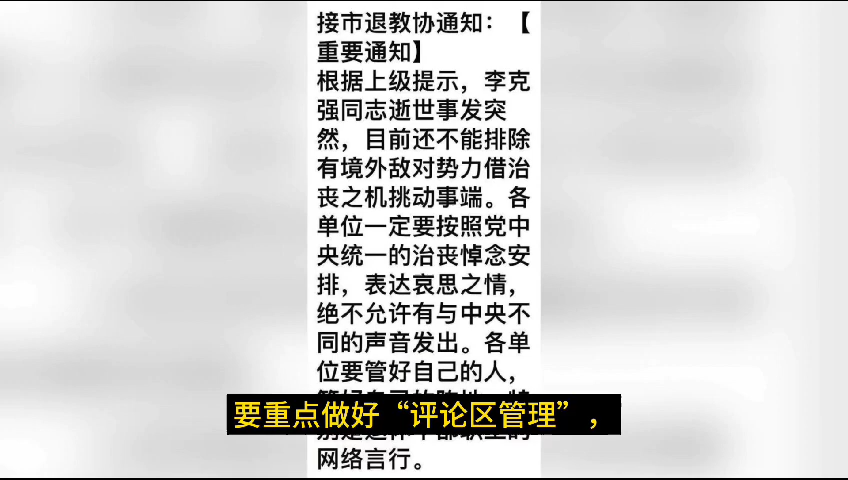 接市退教协通知：【
重要通知】
根据上级提示，李克
强同志逝世事发突
然，目前还不能排除
有境外敌对势力借治
丧之机挑动事端。各
单位一定要按照党中
央统一的治丧悼念安
排，表达哀思之情，
绝不允许有与中央不
同的声音发出。各单
位要管好自己的人，
要重点做好“评论区管理”，
网络言行。